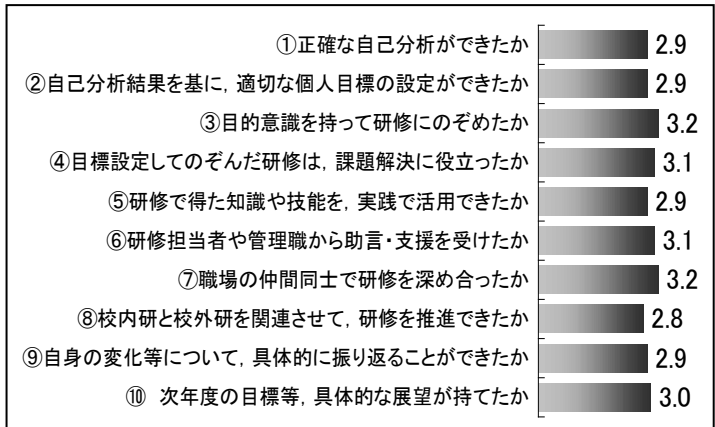 ①正確な自己分析ができたか 2.9
②自己分析結果を基に，適切な個人目標の設定ができたか 2.9
③目的意識を持って研修にのぞめたか 3.2
④目標設定してのぞんだ研修は，課題解決に役立ったか 3.1
⑤研修で得た知識や技能を，実践で活用できたか 2.9
⑥研修担当者や管理職から助言・支援を受けたか 3.1
⑦職場の仲間同士で研修を深め合ったか 3.2
⑧校内研と校外研を関連させて，研修を推進できたか 2.8
⑨自身の変化等について，具体的に振り返ることができたか 2.9
⑩ 次年度の目標等，具体的な展望が持てたか 3.0